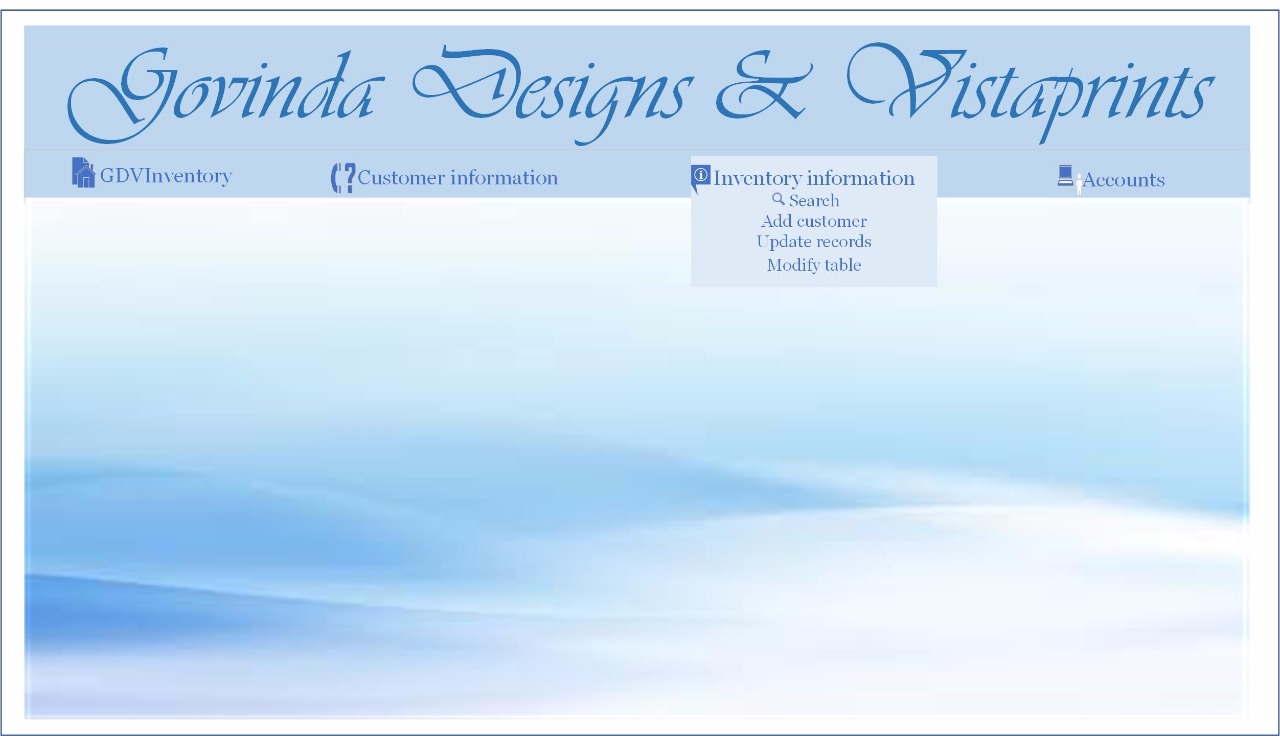 Govinda Designs & Vistaprints
GDVInventory
Customer information
Inventory information
Search
Add customer
Update records
Modify table
Accounts